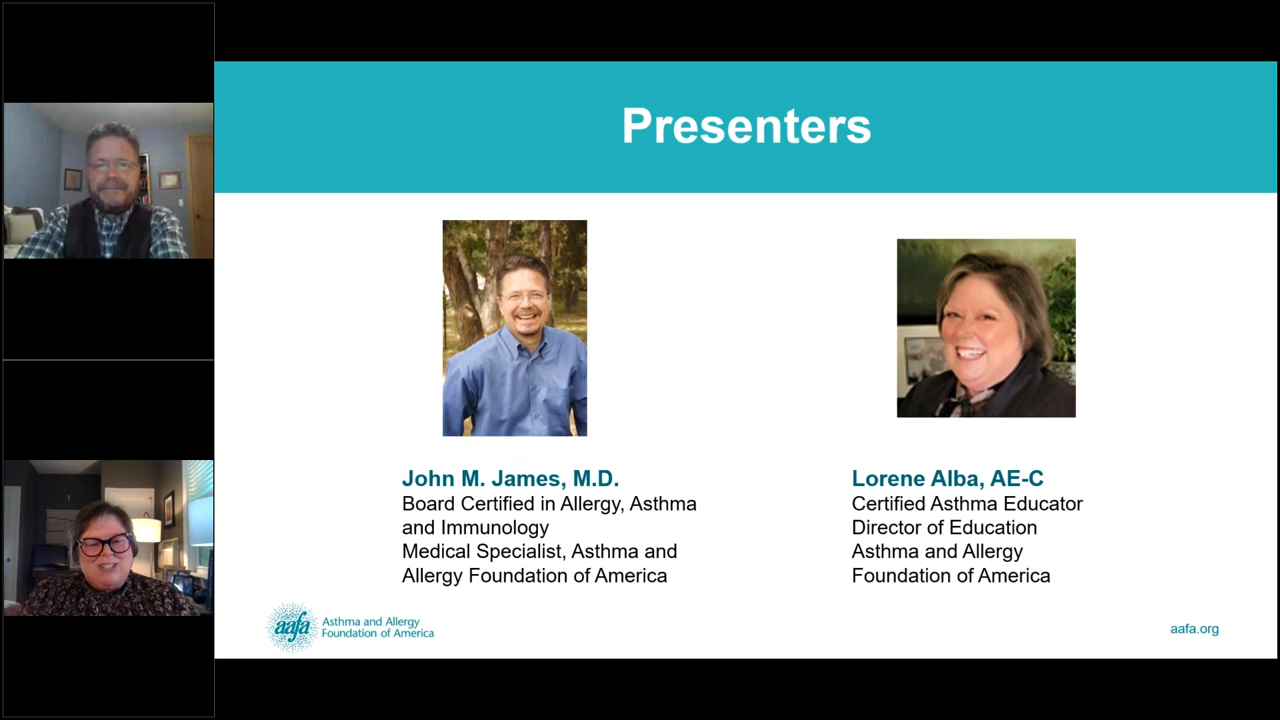 Presenters
John M. James, M.D.
Board Certified in Allergy, Asthma
and Immunology
Medical Specialist, Asthma and
Allergy Foundation of America
Lorene Alba, AE-C
Certified Asthma Educator
Director of Education
Asthma and Allergy
Foundation of America
aafa
Asthma and Allergy
Foundation of America
aafa.org